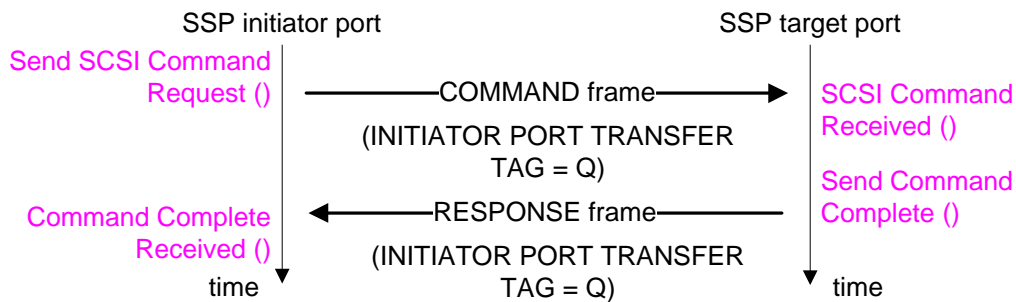 SSP initiator port
SSP target port
Send SCSI Command
Request ()
COMMAND frame
SCSI Command
Received ()
(INITIATOR PORT TRANSFER
TAG = Q)
Send Command
Complete ()
RESPONSE frame
Command Complete
Received ()
(INITIATOR PORT TRANSFER
TAG = Q)
time
time